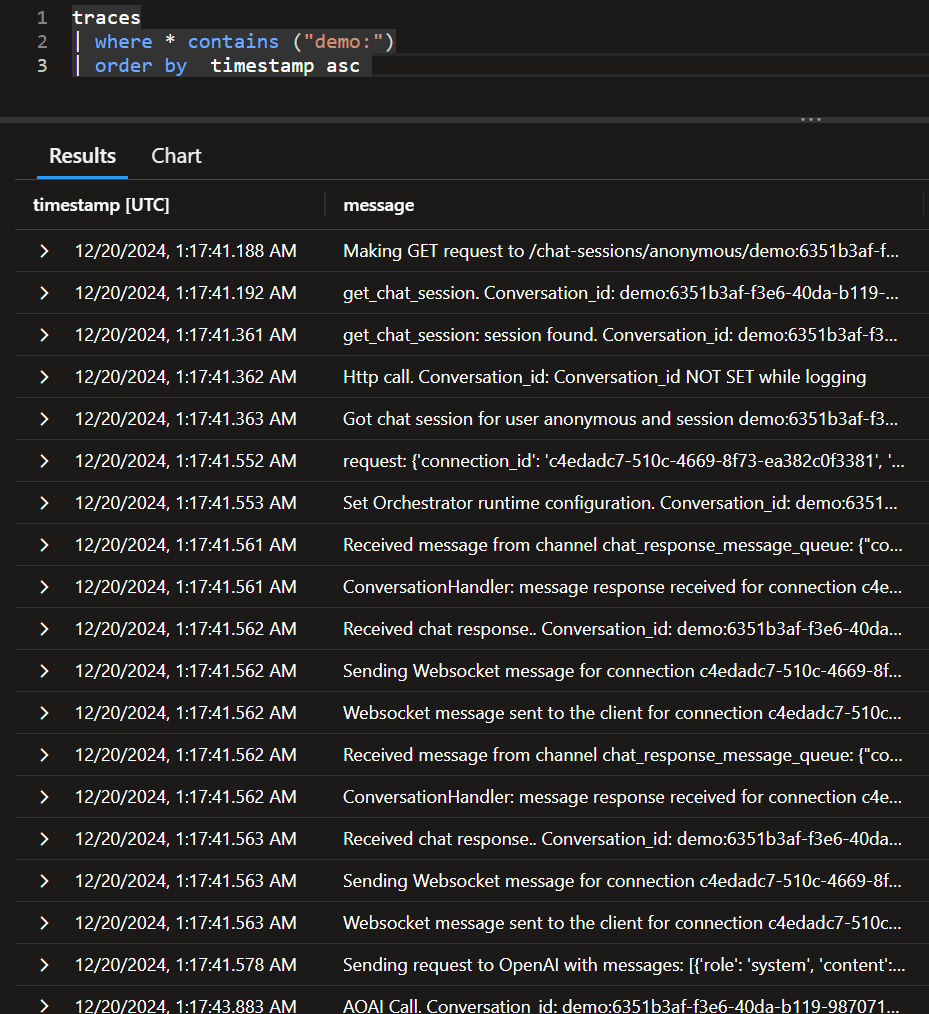 1 traces
2 | where * contains ("demo:")
3 | order by  timestamp asc
...
Results Chart
timestamp [UTC] message
12/20/2024, 1:17:41.188 AM Making GET request to /chat-sessions/anonymous/demo:6351b3af-f...
12/20/2024, 1:17:41.192 AM get_chat_session. Conversation_id: demo:6351b3af-f3e6-40da-b119-...
12/20/2024, 1:17:41.361 AM get_chat_session: session found. Conversation_id: demo:6351b3af-f3...
12/20/2024, 1:17:41.362 AM Http call. Conversation_id: Conversation_id NOT SET while logging
12/20/2024, 1:17:41.363 AM Got chat session for user anonymous and session demo:6351b3af-f3...
12/20/2024, 1:17:41.552 AM request: {'connection_id': 'c4edadc7-510c-4669-8f73-ea382c0f3381', '...
12/20/2024, 1:17:41.553 AM Set Orchestrator runtime configuration. Conversation_id: demo:6351...
12/20/2024, 1:17:41.561 AM Received message from channel chat_response_message_queue: {"co...
12/20/2024, 1:17:41.561 AM ConversationHandler: message response received for connection c4e...
12/20/2024, 1:17:41.562 AM Received chat response.. Conversation_id: demo:6351b3af-f3e6-40da...
12/20/2024, 1:17:41.562 AM Sending Websocket message for connection c4edadc7-510c-4669-8f...
12/20/2024, 1:17:41.562 AM Websocket message sent to the client for connection c4edadc7-510c...
12/20/2024, 1:17:41.562 AM Received message from channel chat_response_message_queue: {"co...
12/20/2024, 1:17:41.562 AM ConversationHandler: message response received for connection c4e...
12/20/2024, 1:17:41.563 AM Received chat response.. Conversation_id: demo:6351b3af-f3e6-40da...
12/20/2024, 1:17:41.563 AM Sending Websocket message for connection c4edadc7-510c-4669-8f...
12/20/2024, 1:17:41.563 AM Websocket message sent to the client for connection c4edadc7-510c...
12/20/2024, 1:17:41.578 AM Sending request to OpenAI with messages: [{'role': 'system', 'content':...
12/20/2024, 1:17:43.883 AM AOAI Call. Conversation_id: demo:6351b3af-f3e6-40da-b119-987071...